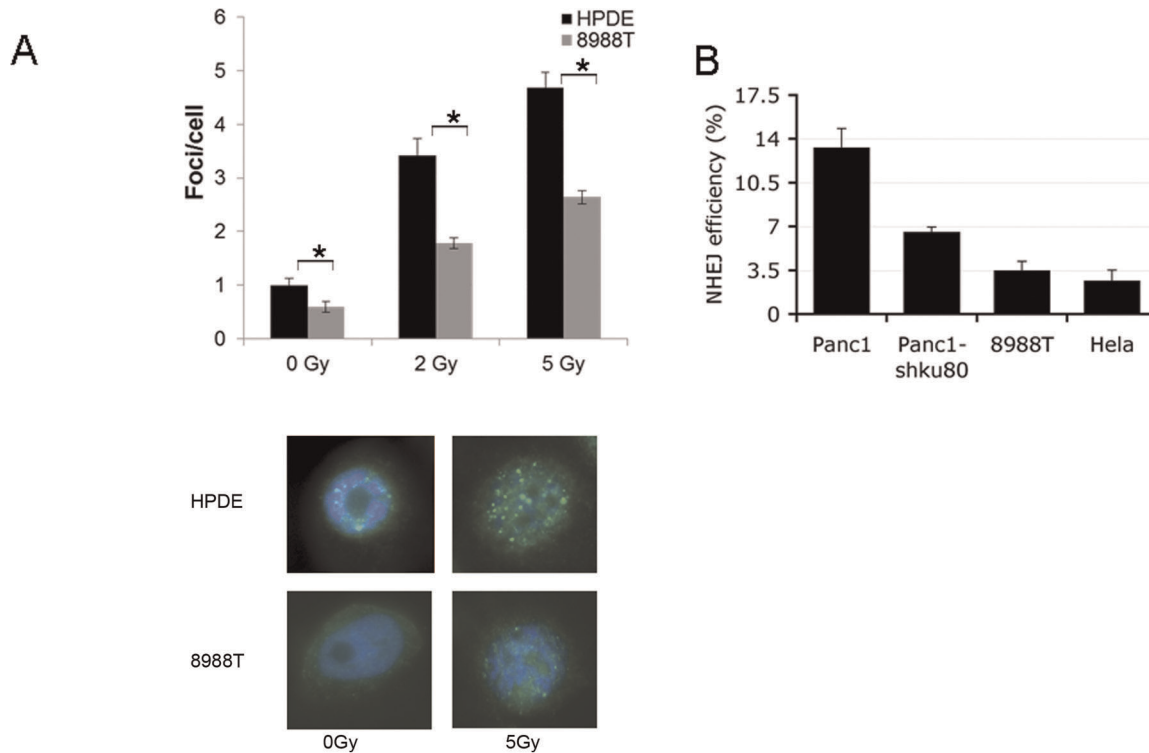 A
6
5
4
3
2
1
0
Foci/cell
HPDE
8988T
*
*
*
0 Gy
2 Gy
5 Gy
B
17.5
14
10.5
7
3.5
0
NHEJ efficiency (%)
Panc1
Panc1-
shku80
8988T
Hela
HPDE
8988T
0Gy
5Gy